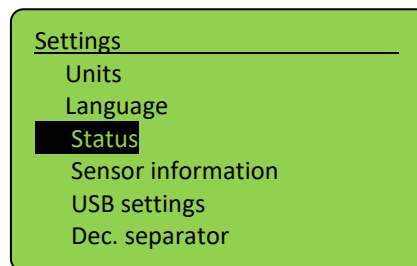 Settings
Units
Language
Status
Sensor information
USB settings
Dec. separator